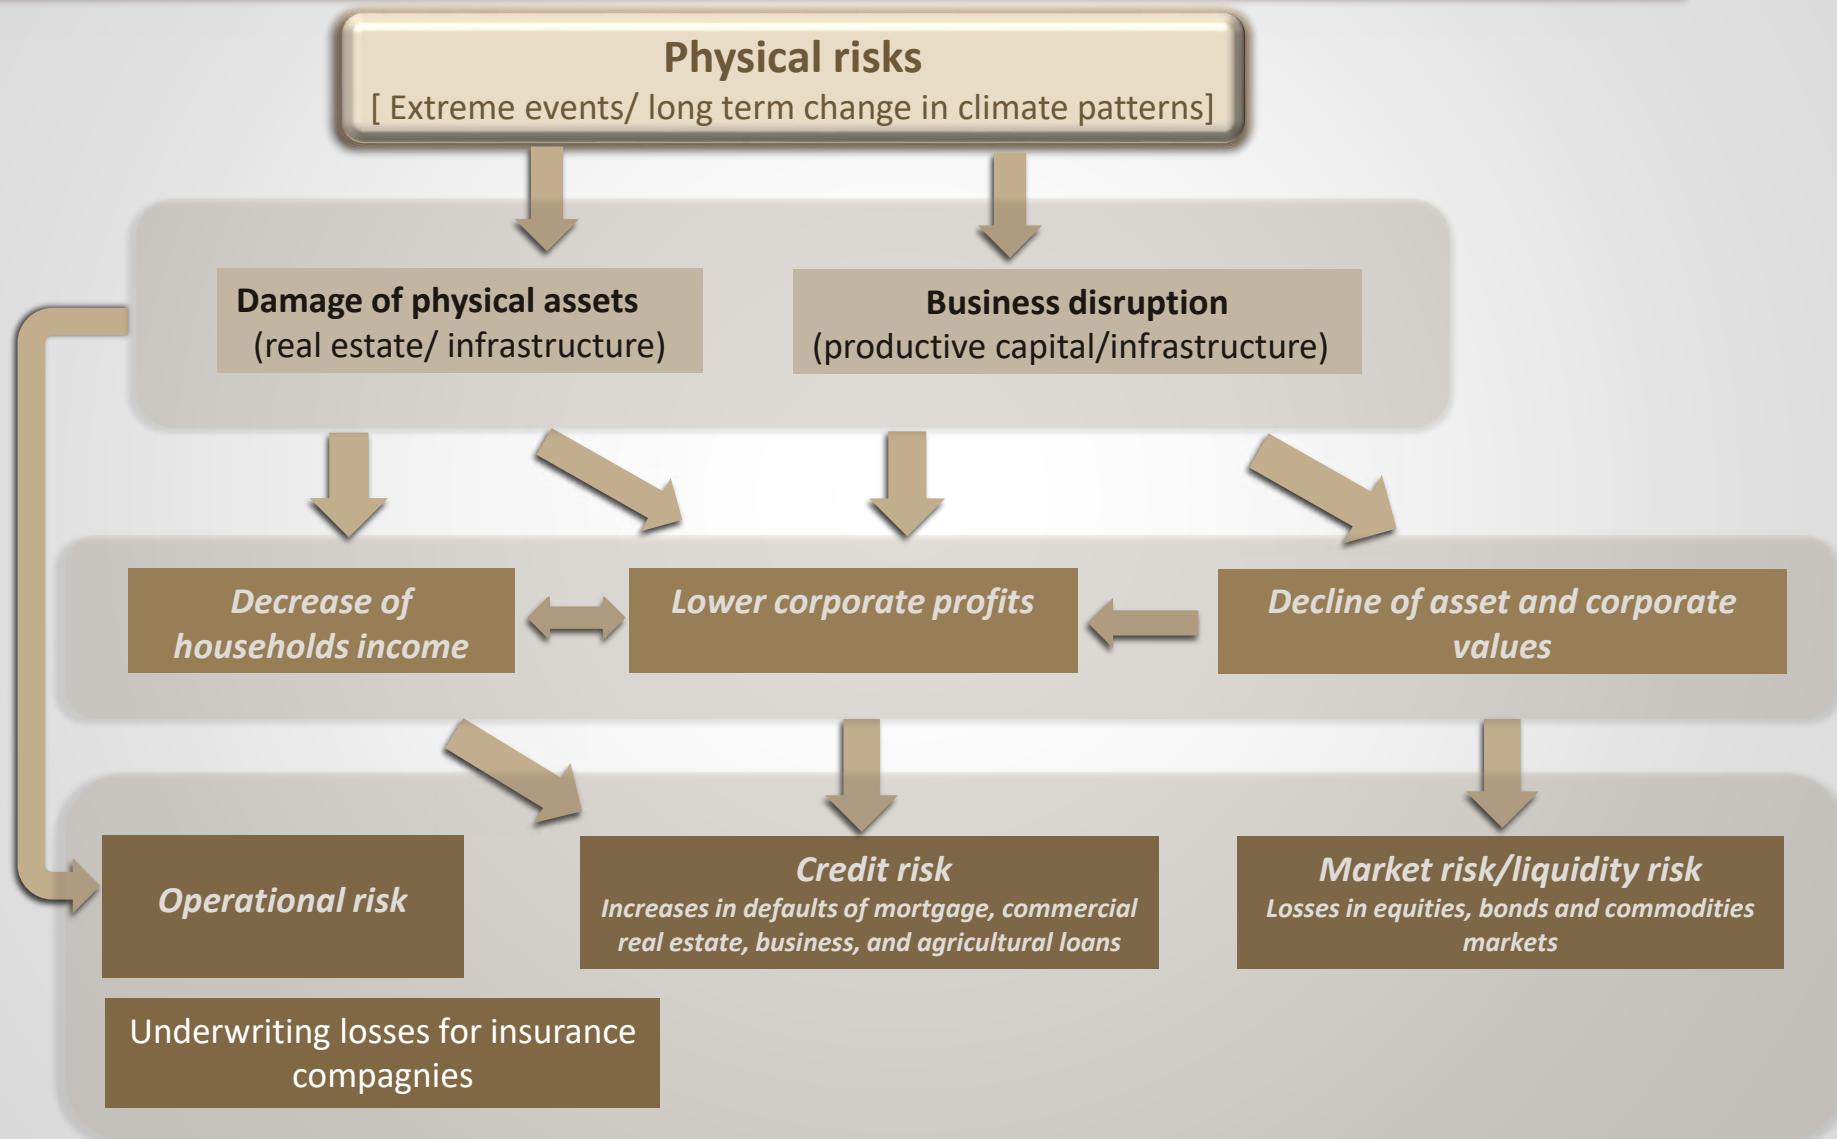 Physical risks
[ Extreme events/ long term change in climate patterns]
Damage of physical assets
(real estate/ infrastructure)
Business disruption
(productive capital/infrastructure)
Decrease of
households income
Lower corporate profits
Decline of asset and corporate
values
Operational risk
Credit risk
Increases in defaults of mortgage, commercial
real estate, business, and agricultural loans
Market risk/liquidity risk
Losses in equities, bonds and commodities
markets
Underwriting losses for insurance
compagnies